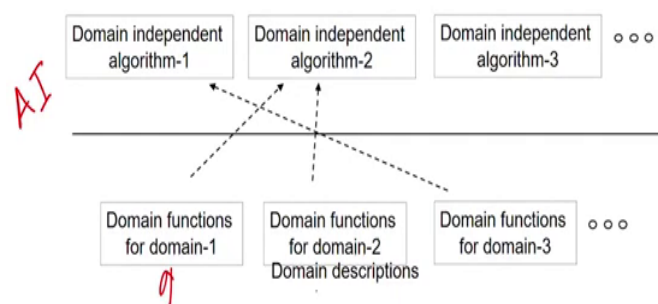 Domain independent
algorithm-1
Domain independent
algorithm-2
Domain independent
algorithm-3
AI
Domain functions
for domain-1
Domain functions
for domain-2
Domain functions
for domain-3
Domain descriptions